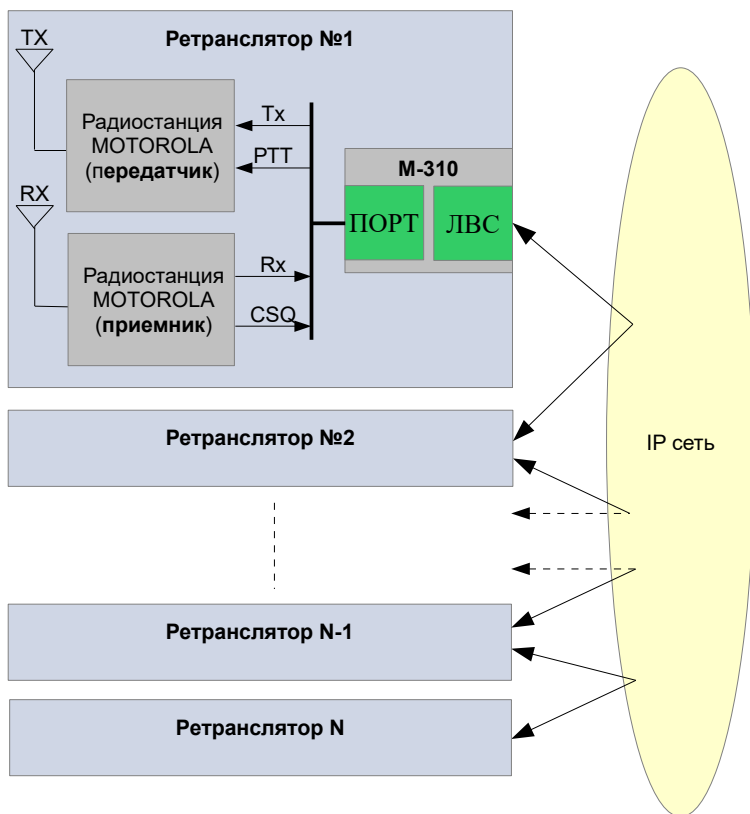 Ретранслятор №1
TX
Радиостанция
MOTOROLA
(передатчик)
Tx
PTT
М-310
ПОРТ
ЛВС
RX
Радиостанция
MOTOROLA
(приемник)
Rx
CSQ
Ретранслятор №2
IP сеть
Ретранслятор N-1
Ретранслятор N